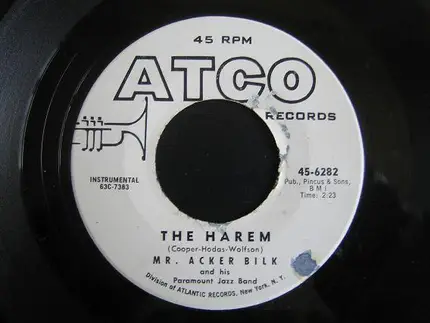 45 RPM
ATCO
RECORDS
INSTRUMENTAL
63C-7383
45-6282
Pub., Pincus & Sons,
BMI
Time: 2:23
THE HAREM
(Cooper-Hodas-Wolfson)
MR. ACKER BILK
and his
Paramount Jazz Band
Division of ATLANTIC RECORDS, New York, N. Y.